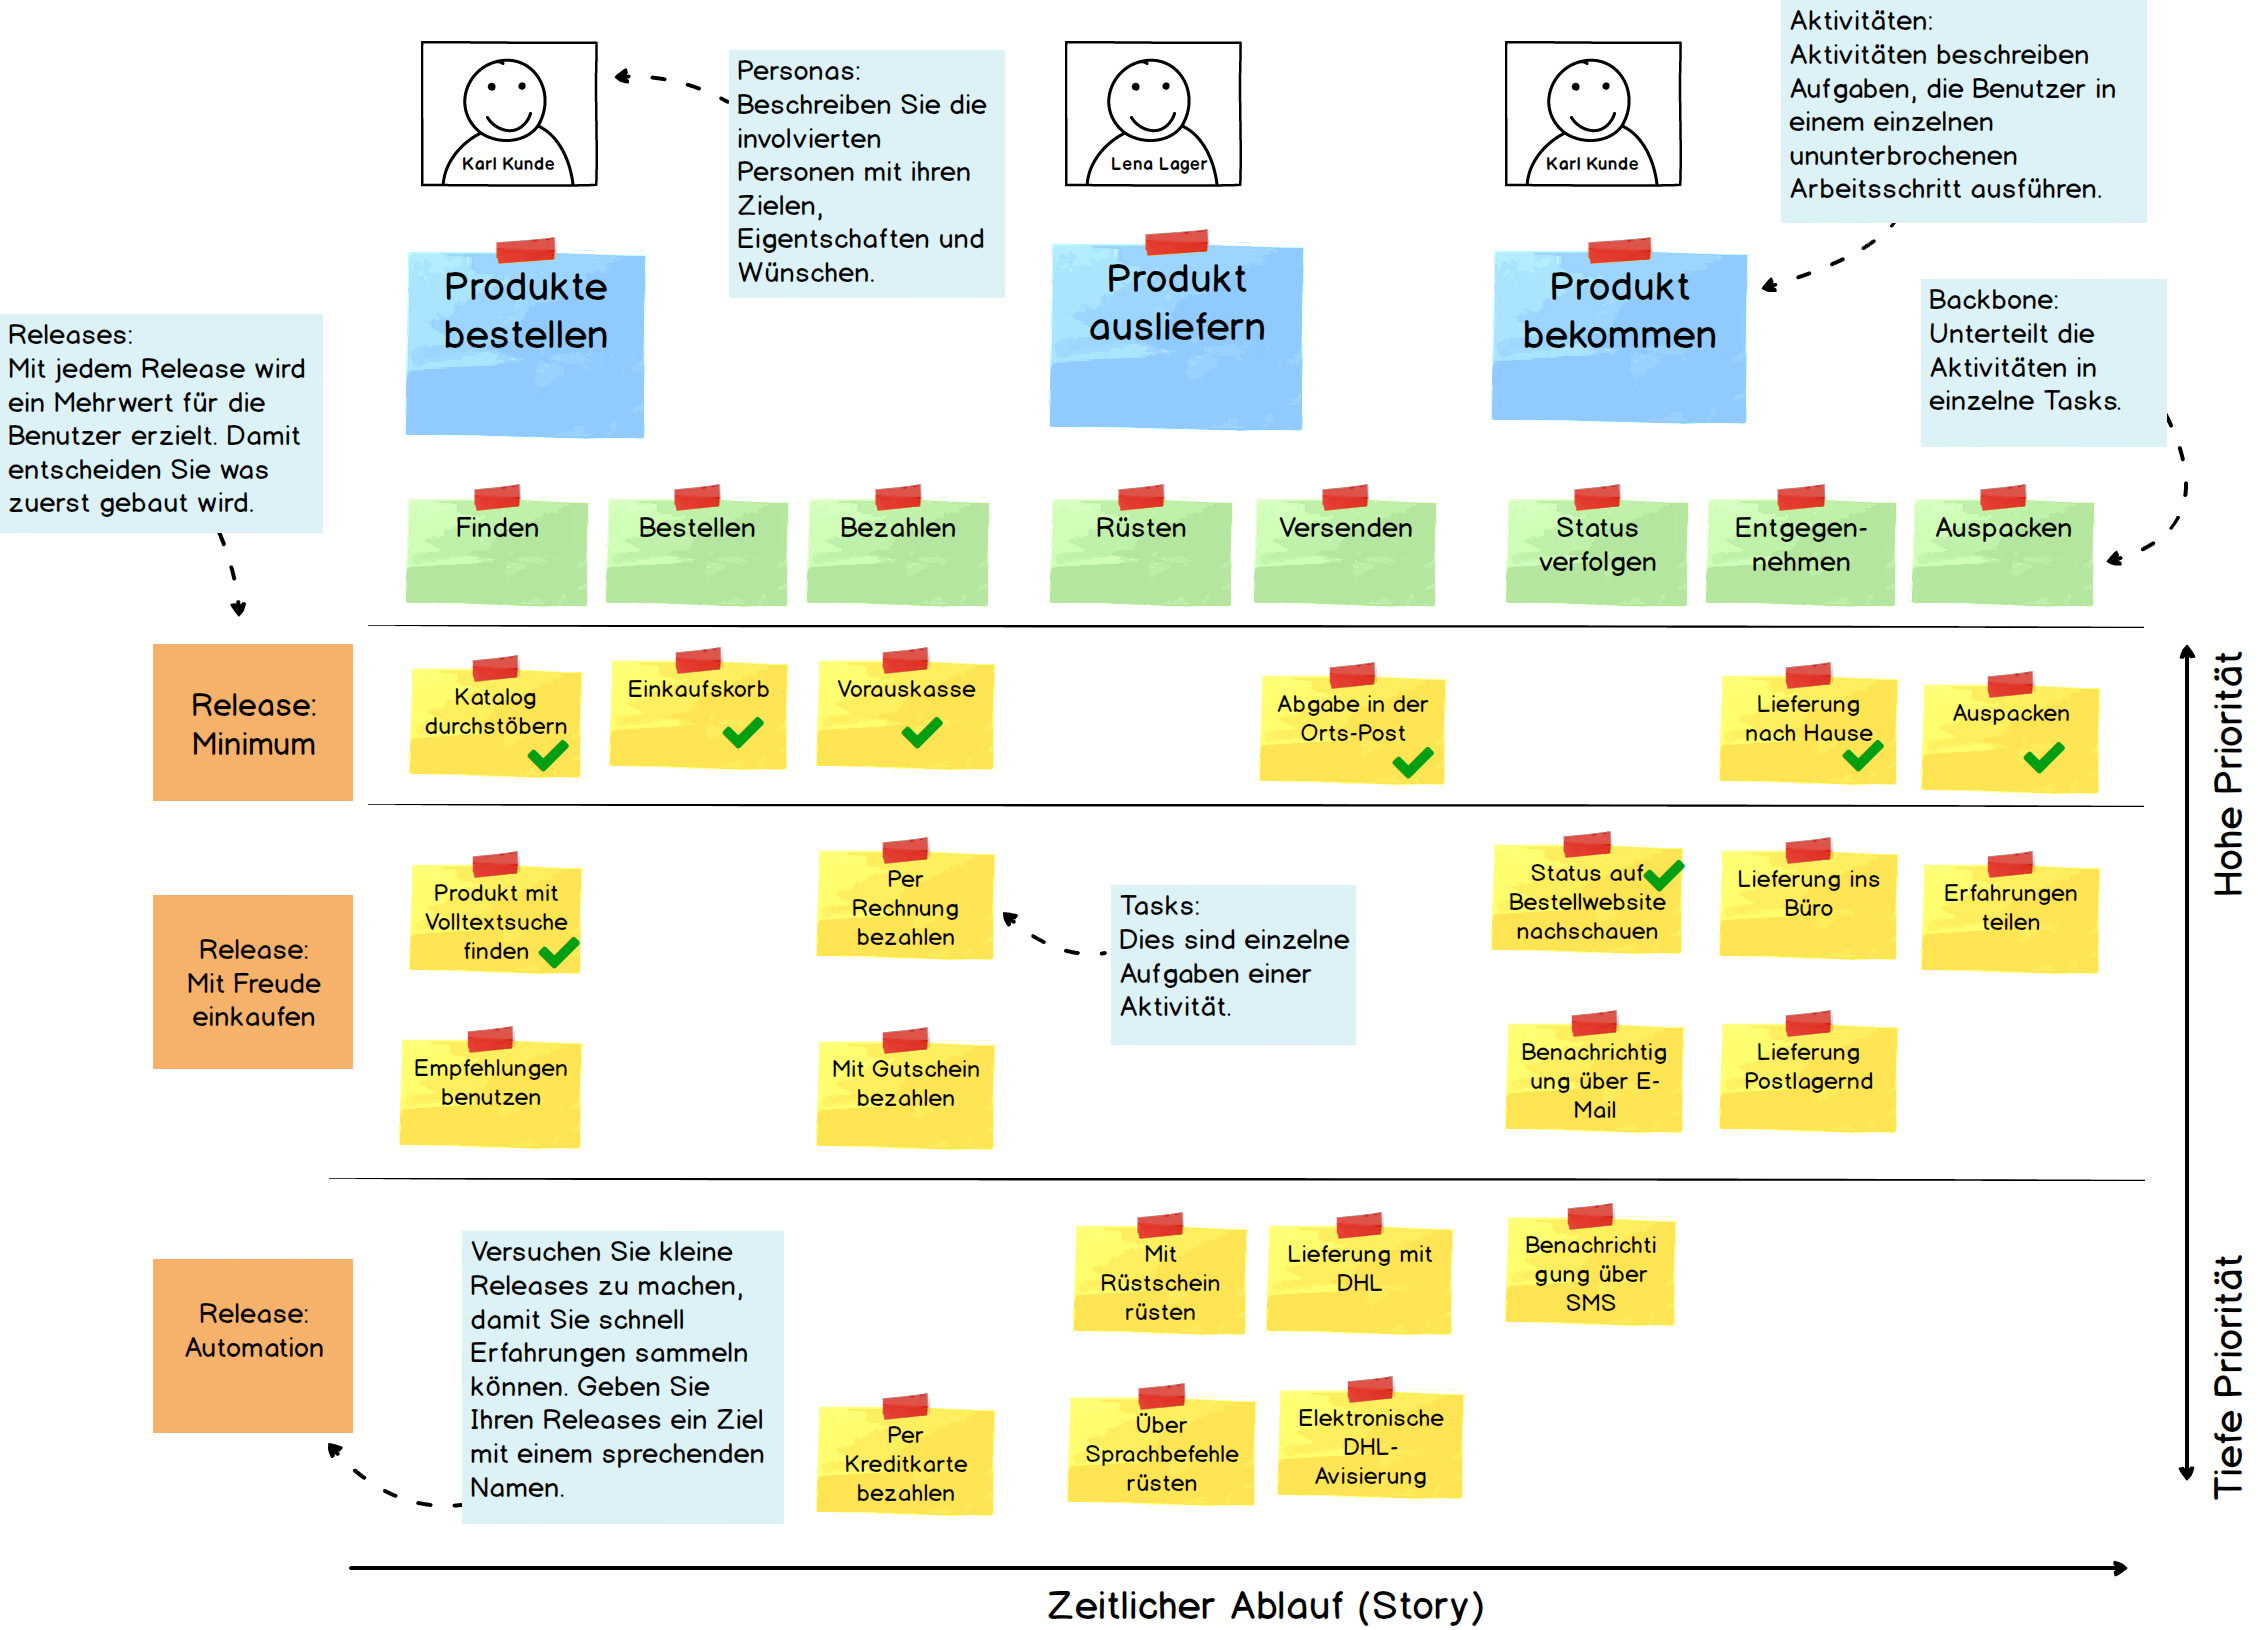 Karl Kunde
Personas:
Beschreiben Sie die
involvierten
Personen mit ihren
Zielen,
Eigentschaften und
Wünschen.
Lena Lager
Karl Kunde
Aktivitäten:
Aktivitäten beschreiben
Aufgaben, die Benutzer in
einem einzelnen
ununterbrochenen
Arbeitsschritt ausführen.
Produkte
bestellen
Produkt
ausliefern
Produkt
bekommen
Backbone:
Unterteilt die
Aktivitäten in
einzelne Tasks.
Releases:
Mit jedem Release wird
ein Mehrwert für die
Benutzer erzielt. Damit
entscheiden Sie was
zuerst gebaut wird.
Finden
Bestellen
Bezahlen
Rüsten
Versenden
Status
verfolgen
Entgegen-
nehmen
Auspacken
Release:
Minimum
Katalog
durchstöbern
Einkaufskorb
Vorauskasse
Abgabe in der
Orts-Post
Lieferung
nach Hause
Auspacken
Hohe Priorität
Release:
Mit Freude
einkaufen
Produkt mit
Volltextsuche
finden
Per
Rechnung
bezahlen
Tasks:
Dies sind einzelne
Aufgaben einer
Aktivität.
Status auf
Bestellwebsite
nachschauen
Lieferung ins
Büro
Erfahrungen
teilen
Empfehlungen
benutzen
Mit Gutschein
bezahlen
Benachrichtig
ung über E-
Mail
Lieferung
Postlagernd
Release:
Automation
Versuchen Sie kleine
Releases zu machen,
damit Sie schnell
Erfahrungen sammeln
können. Geben Sie
Ihren Releases ein Ziel
mit einem sprechenden
Namen.
Mit
Rüstschein
rüsten
Lieferung mit
DHL
Benachrichti
gung über
SMS
Per
Kreditkarte
bezahlen
Über
Sprachbefehle
rüsten
Elektronische
DHL-
Avisierung
Tiefe Priorität
Zeitlicher Ablauf (Story)